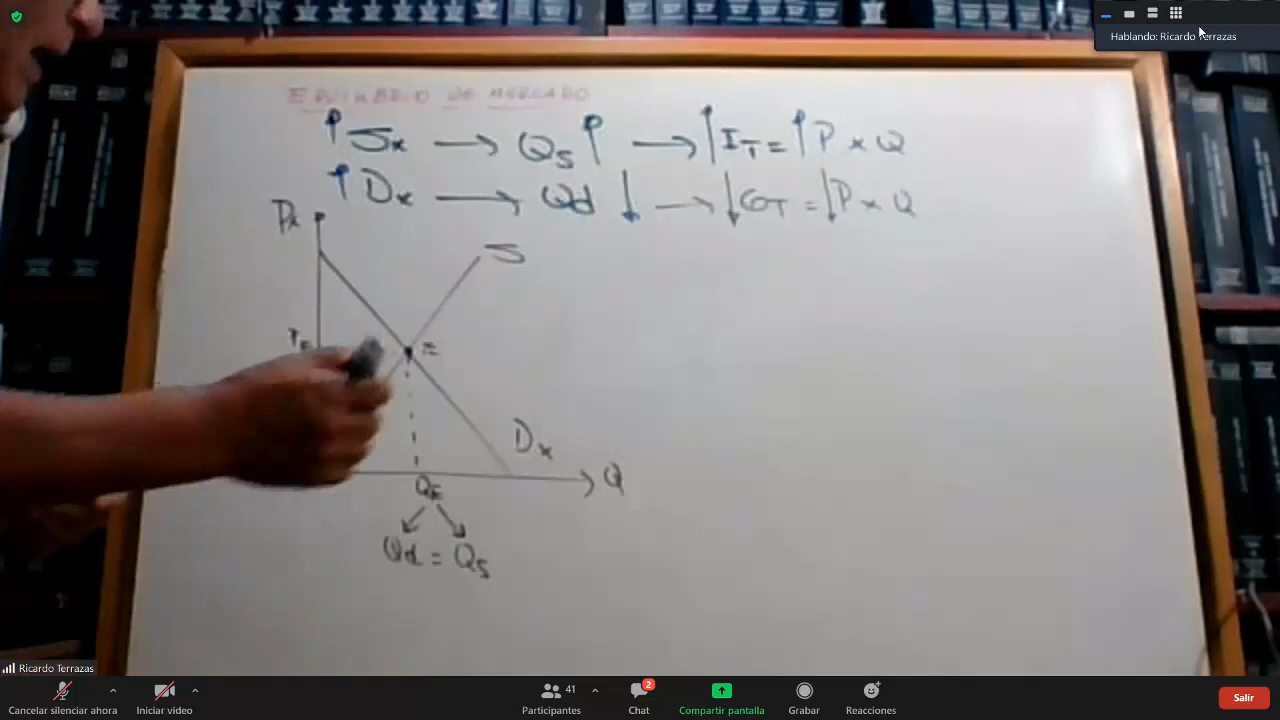 Hablando: Ricardo Terrazas
EQUILIBRIO DE MERCADO
↑ Sx → Qs ↑ → ↑ IT = ↑ P x Q
↑ Dx → Qd ↓ → ↓ GT = ↓ P x Q
Px
S
E
Dx
Q
QE
Qd = Qs
Ricardo Terrazas
Cancelar silenciar ahora
Iniciar video
41
Participantes
2
Chat
Compartir pantalla
Grabar
Reacciones
Salir